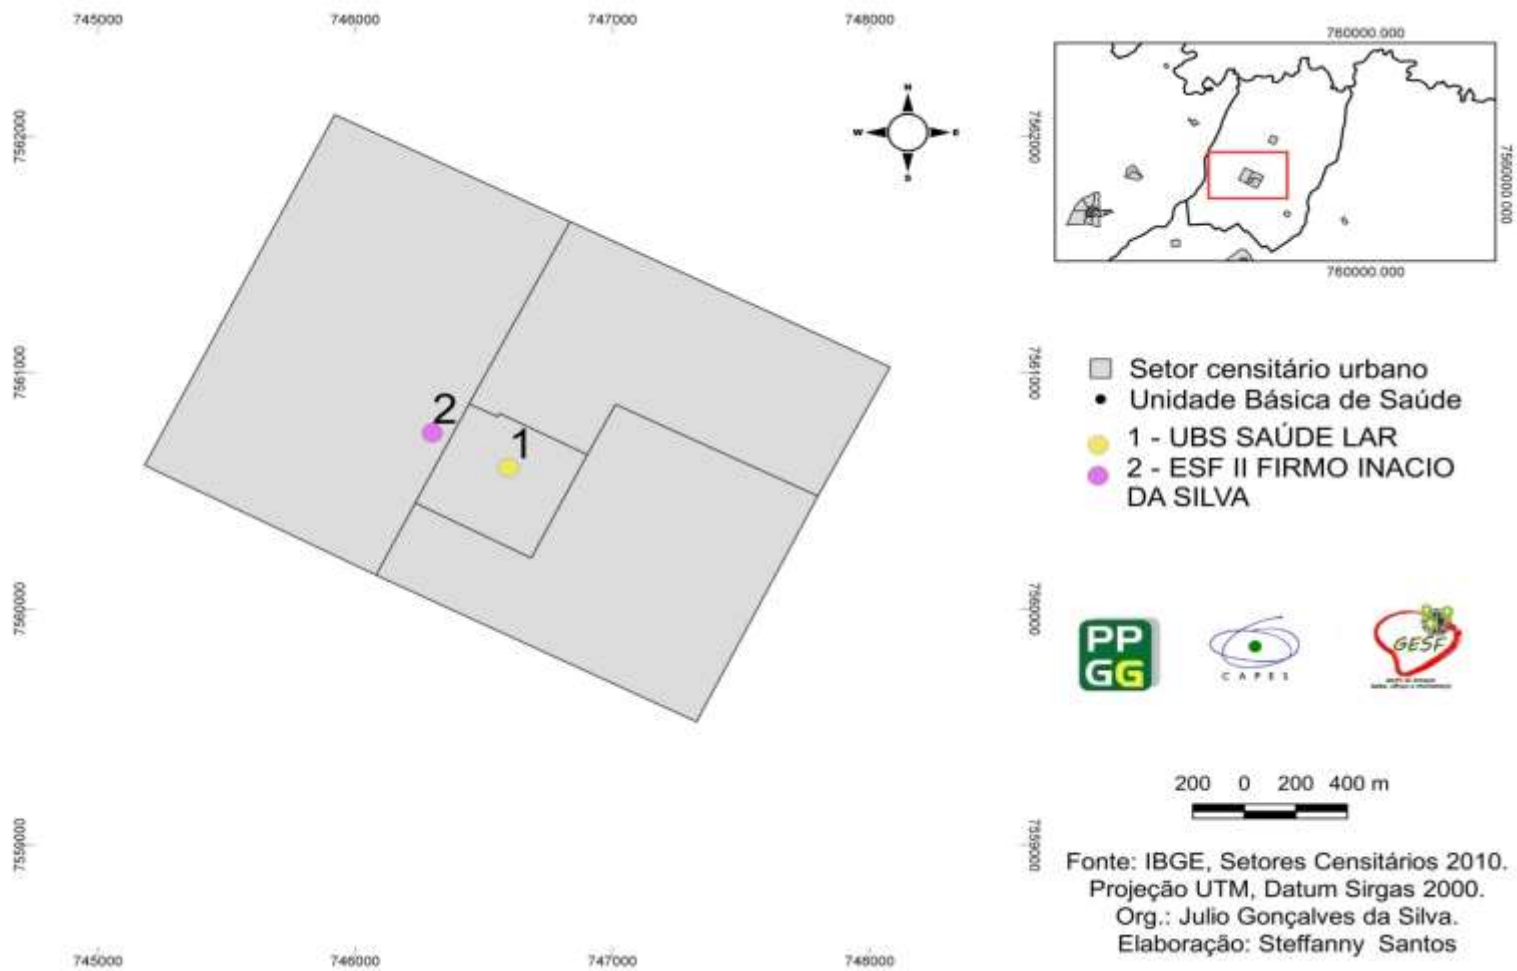 745000
746000
747000
748000
760000.000
N
W
E
S
7562000
7562000
7560000.000
760000.000
7561000
7561000
Setor censitário urbano
Unidade Básica de Saúde
2
1
1 - UBS SAÚDE LAR
2 - ESF II FIRMO INACIO
DA SILVA
7560000
7560000
PP
GG
CAPES
GESF
200 0 200 400 m
7559000
7559000
Fonte: IBGE, Setores Censitários 2010.
Projeção UTM, Datum Sirgas 2000.
Org.: Julio Gonçalves da Silva.
Elaboração: Steffanny Santos
745000
746000
747000
748000